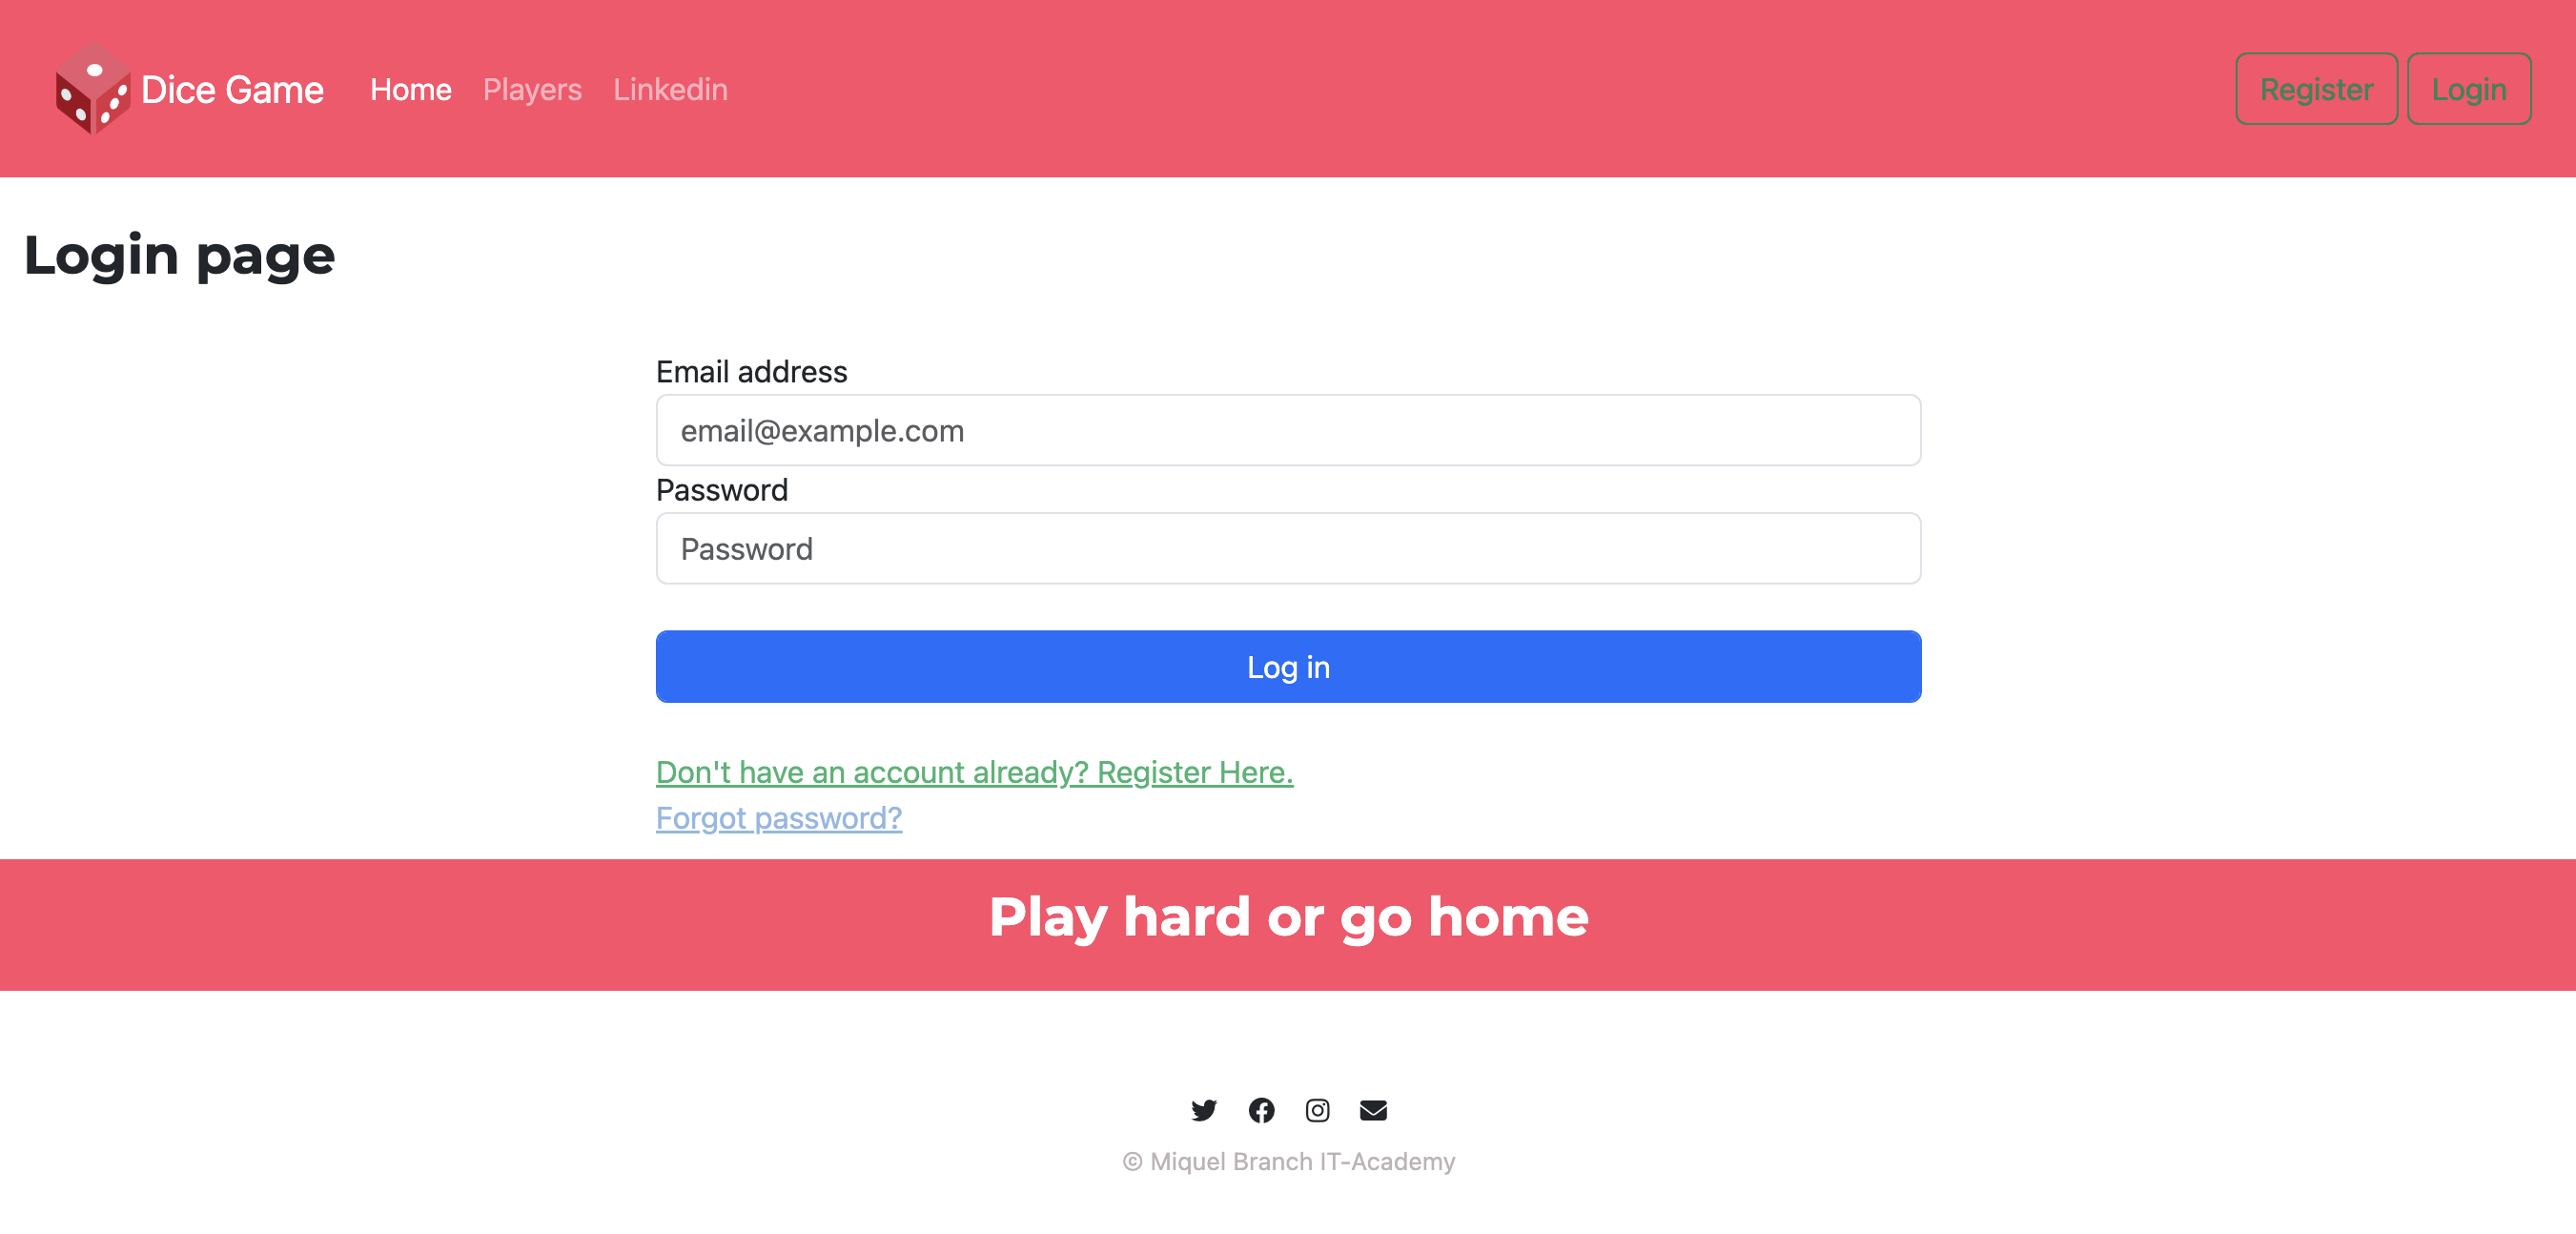 Dice Game Home Players Linkedin Register Login
Login page
Email address
email@example.com
Password
Password
Log in
Don't have an account already? Register Here.
Forgot password?
Play hard or go home
© Miquel Branch IT-Academy